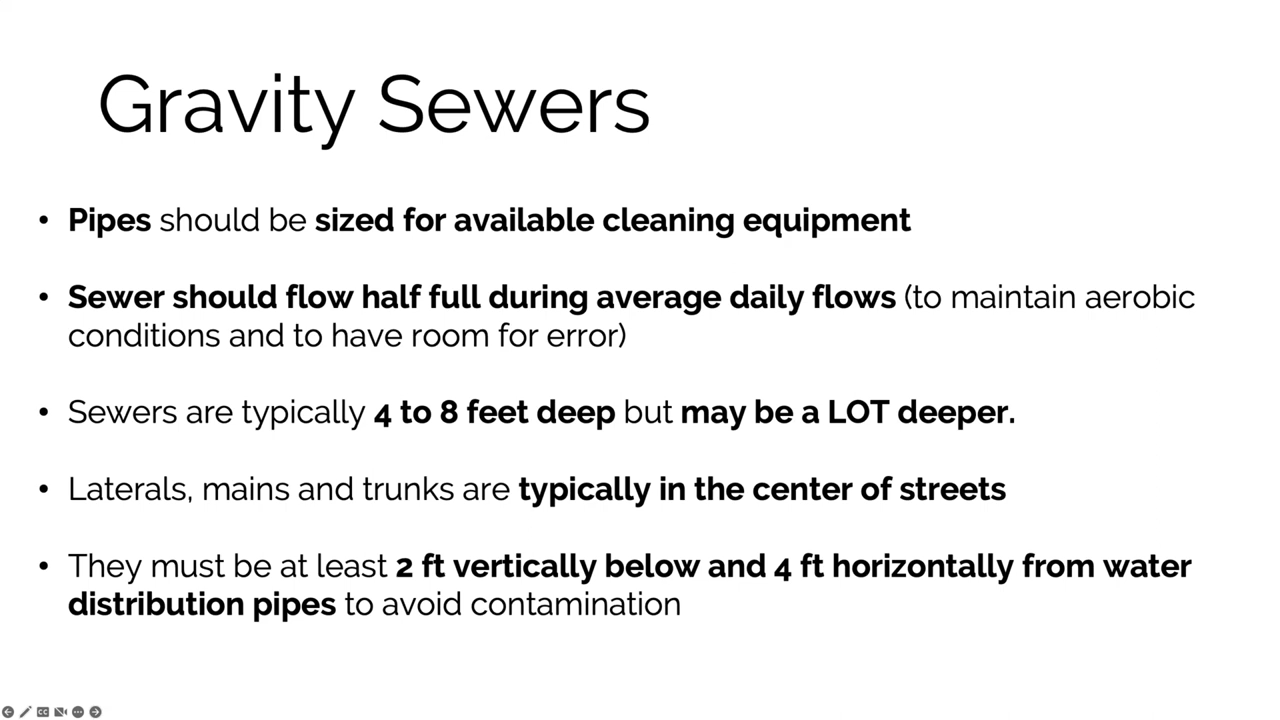 Gravity Sewers
• Pipes should be sized for available cleaning equipment
• Sewer should flow half full during average daily flows (to maintain aerobic
conditions and to have room for error)
• Sewers are typically 4 to 8 feet deep but may be a LOT deeper.
• Laterals, mains and trunks are typically in the center of streets
• They must be at least 2 ft vertically below and 4 ft horizontally from water
distribution pipes to avoid contamination
CC